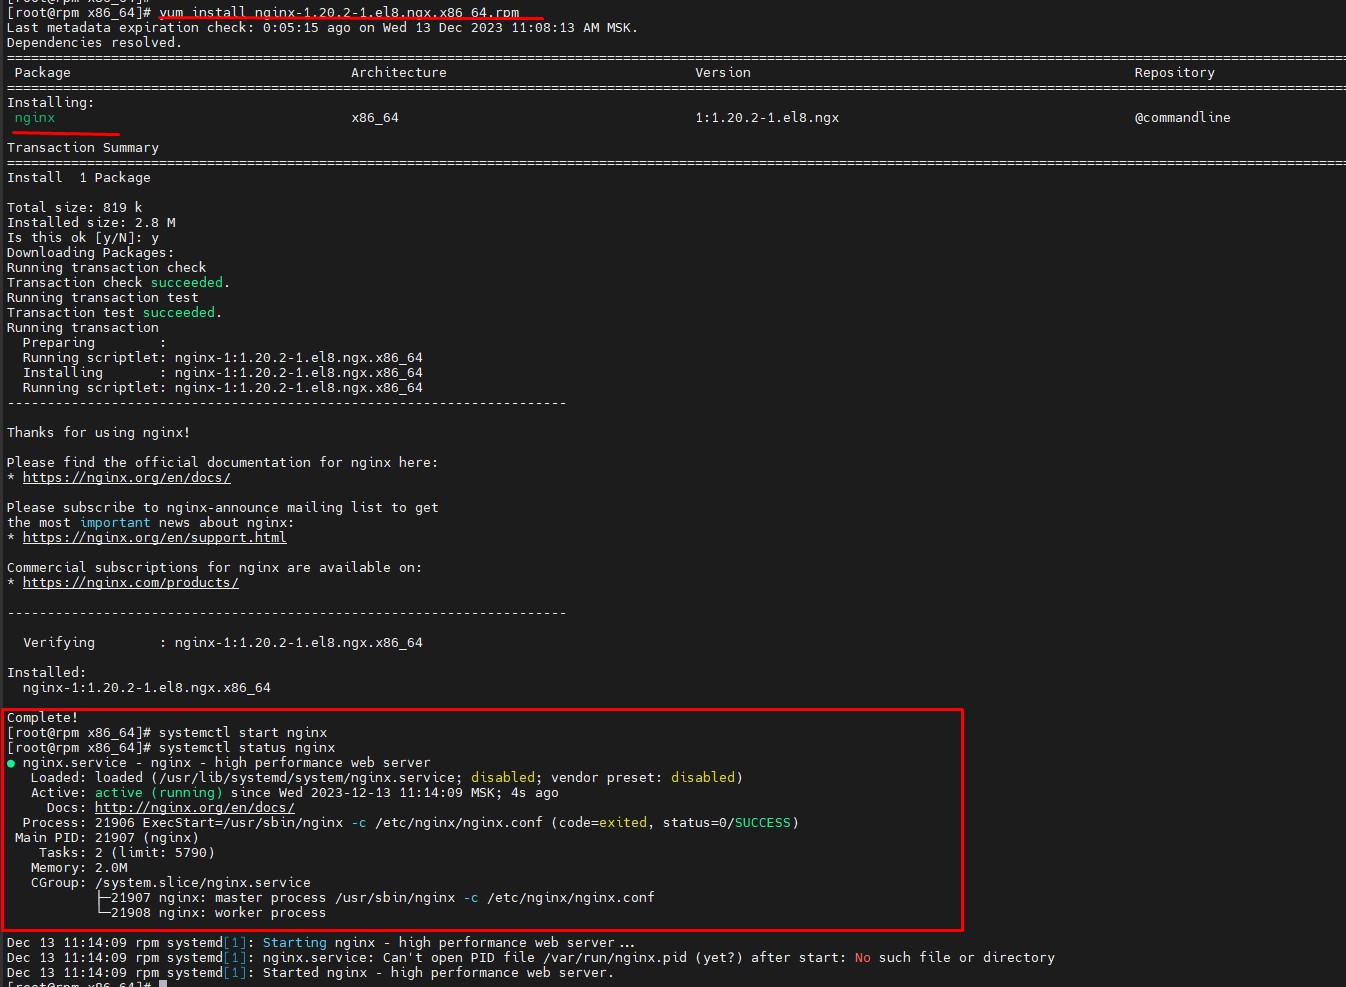 [root@rpm x86_64]# yum install nginx-1.20.2-1.el8.ngx.x86_64.rpm
Last metadata expiration check: 0:05:15 ago on Wed 13 Dec 2023 11:08:13 AM MSK.
Dependencies resolved.
Package Architecture Version Repository
Installing:
nginx x86_64 1:1.20.2-1.el8.ngx @commandline
Transaction Summary
Install  1 Package
Total size: 819 k
Installed size: 2.8 M
Is this ok [y/N]: y
Downloading Packages:
Running transaction check
Transaction check succeeded.
Running transaction test
Transaction test succeeded.
Running transaction
Preparing        :
Running scriptlet: nginx-1:1.20.2-1.el8.ngx.x86_64
Installing       : nginx-1:1.20.2-1.el8.ngx.x86_64
Running scriptlet: nginx-1:1.20.2-1.el8.ngx.x86_64
----------------------------------------------------------------------
Thanks for using nginx!
Please find the official documentation for nginx here:
* https://nginx.org/en/docs/
Please subscribe to nginx-announce mailing list to get
the most important news about nginx:
* https://nginx.org/en/support.html
Commercial subscriptions for nginx are available on:
* https://nginx.com/products/
----------------------------------------------------------------------
Verifying        : nginx-1:1.20.2-1.el8.ngx.x86_64
Installed:
nginx-1:1.20.2-1.el8.ngx.x86_64
Complete!
[root@rpm x86_64]# systemctl start nginx
[root@rpm x86_64]# systemctl status nginx
● nginx.service - nginx - high performance web server
Loaded: loaded (/usr/lib/systemd/system/nginx.service; disabled; vendor preset: disabled)
Active: active (running) since Wed 2023-12-13 11:14:09 MSK; 4s ago
Docs: http://nginx.org/en/docs/
Process: 21906 ExecStart=/usr/sbin/nginx -c /etc/nginx/nginx.conf (code=exited, status=0/SUCCESS)
Main PID: 21907 (nginx)
Tasks: 2 (limit: 5790)
Memory: 2.0M
CGroup: /system.slice/nginx.service
├─21907 nginx: master process /usr/sbin/nginx -c /etc/nginx/nginx.conf
└─21908 nginx: worker process
Dec 13 11:14:09 rpm systemd[1]: Starting nginx - high performance web server...
Dec 13 11:14:09 rpm systemd[1]: nginx.service: Can't open PID file /var/run/nginx.pid (yet?) after start: No such file or directory
Dec 13 11:14:09 rpm systemd[1]: Started nginx - high performance web server.
[root@rpm x86_64]#